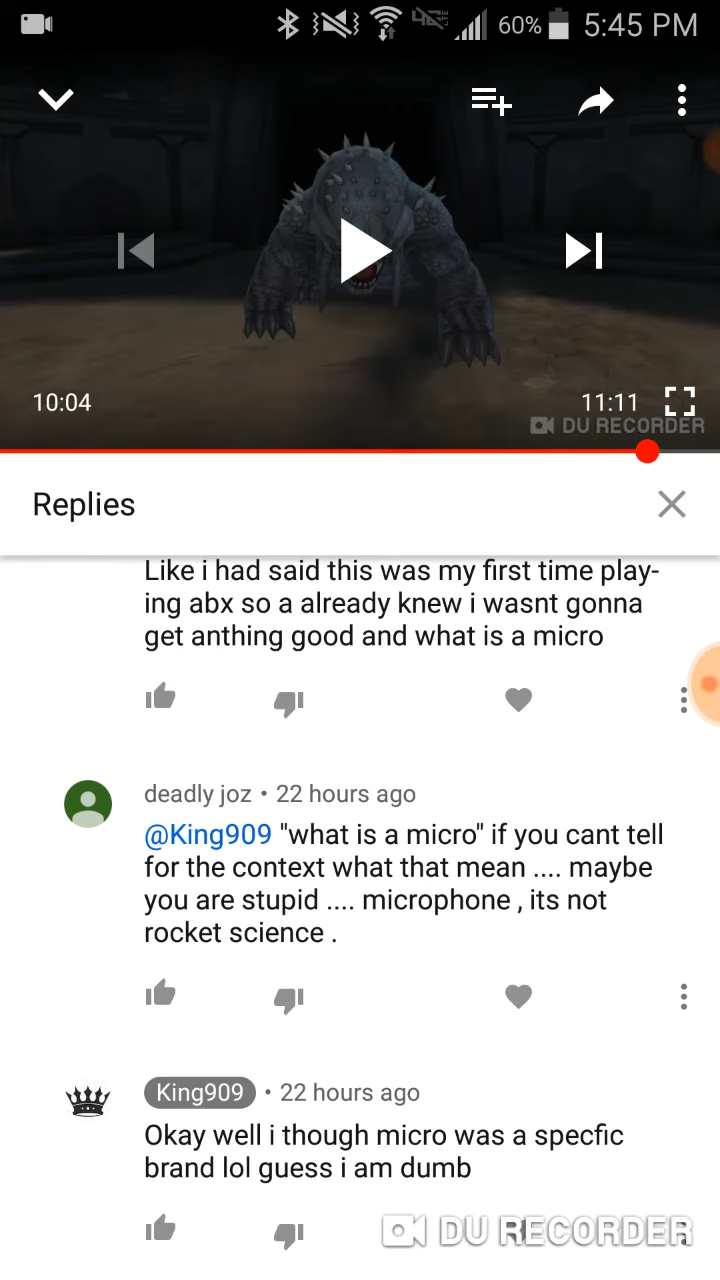 60% 5:45 PM
10:04
11:11
DU RECORDER
Replies
Like i had said this was my first time play-
ing abx so a already knew i wasnt gonna
get anthing good and what is a micro
deadly joz • 22 hours ago
@King909 "what is a micro" if you cant tell
for the context what that mean .... maybe
you are stupid .... microphone , its not
rocket science .
King909 • 22 hours ago
Okay well i though micro was a specfic
brand lol guess i am dumb
DU RECORDER